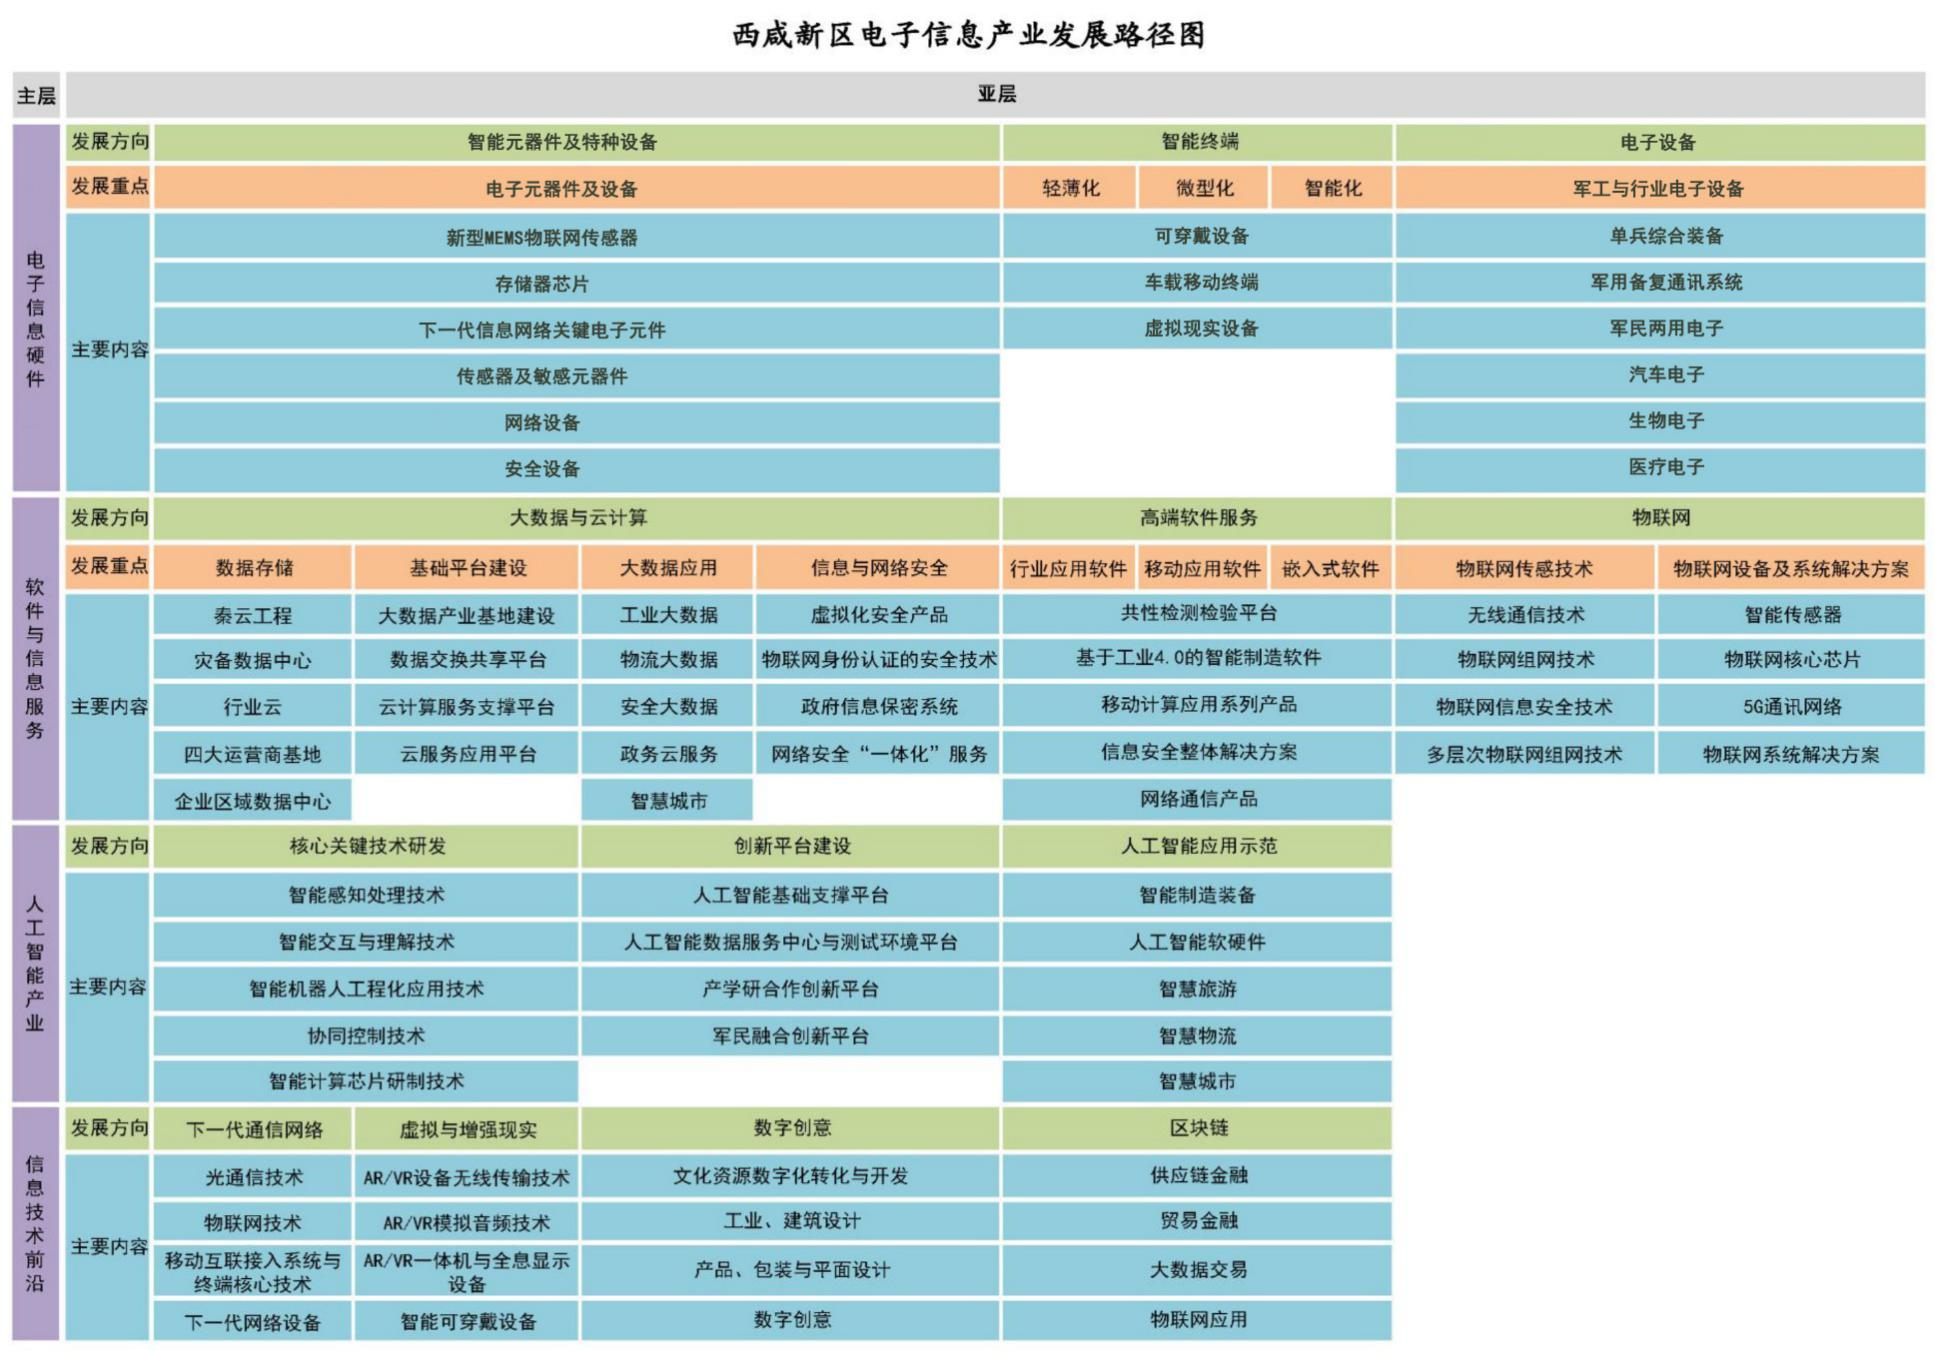 西咸新区电子信息产业发展路径图
主层 亚层
电子信息硬件
发展方向 智能元器件及特种设备 智能终端 电子设备
发展重点 电子元器件及设备 轻薄化 微型化 智能化 军工与行业电子设备
主要内容
新型MEMS物联网传感器 可穿戴设备 单兵综合装备
存储器芯片 车载移动终端 军用备复通讯系统
下一代信息网络关键电子元件 虚拟现实设备 军民两用电子
传感器及敏感元器件 汽车电子
网络设备 生物电子
安全设备 医疗电子
软件与信息服务
发展方向 大数据与云计算 高端软件服务 物联网
发展重点 数据存储 基础平台建设 大数据应用 信息与网络安全 行业应用软件 移动应用软件 嵌入式软件 物联网传感技术 物联网设备及系统解决方案
主要内容
秦云工程 大数据产业基地建设 工业大数据 虚拟化安全产品 共性检测检验平台 无线通信技术 智能传感器
灾备数据中心 数据交换共享平台 物流大数据 物联网身份认证的安全技术 基于工业4.0的智能制造软件 物联网组网技术 物联网核心芯片
行业云 云计算服务支撑平台 安全大数据 政府信息保密系统 移动计算应用系列产品 物联网信息安全技术 5G通讯网络
四大运营商基地 云服务应用平台 政务云服务 网络安全“一体化”服务 信息安全整体解决方案 多层次物联网组网技术 物联网系统解决方案
企业区域数据中心 智慧城市 网络通信产品
人工智能产业
发展方向 核心关键技术研发 创新平台建设 人工智能应用示范
主要内容
智能感知处理技术 人工智能基础支撑平台 智能制造装备
智能交互与理解技术 人工智能数据服务中心与测试环境平台 人工智能软硬件
智能机器人工程化应用技术 产学研合作创新平台 智慧旅游
协同控制技术 军民融合创新平台 智慧物流
智能计算芯片研制技术 智慧城市
信息技术前沿
发展方向 下一代通信网络 虚拟与增强现实 数字创意 区块链
主要内容
光通信技术 AR/VR设备无线传输技术 文化资源数字化转化与开发 供应链金融
物联网技术 AR/VR模拟音频技术 工业、建筑设计 贸易金融
移动互联接入系统与
终端核心技术 AR/VR一体机与全息显示
设备 产品、包装与平面设计 大数据交易
下一代网络设备 智能可穿戴设备 数字创意 物联网应用